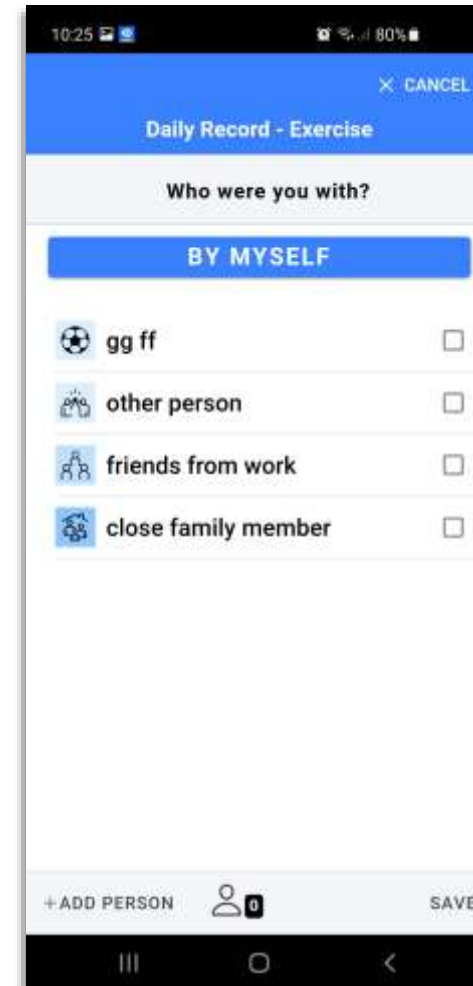 10:25 80%
× CANCEL
Daily Record - Exercise
Who were you with?
BY MYSELF
gg ff
other person
friends from work
close family member
+ADD PERSON 0 SAVE